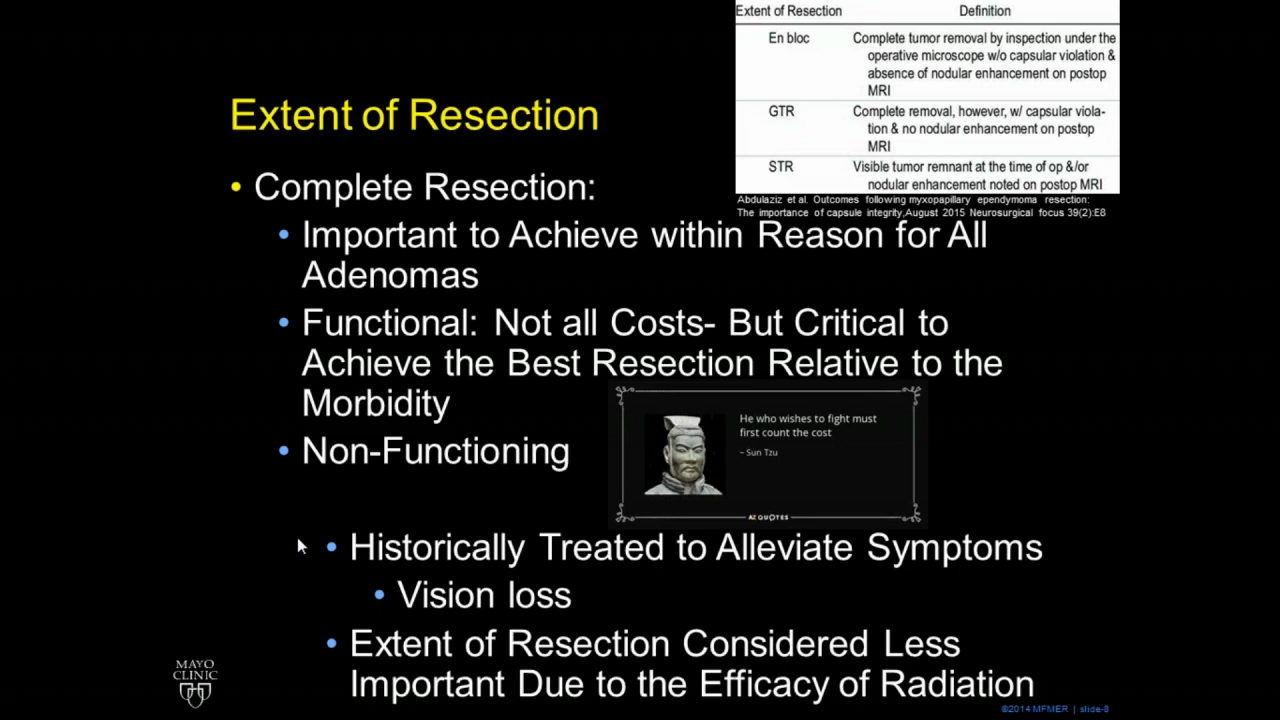 Extent of Resection Definition
En bloc Complete tumor removal by inspection under the
operative microscope w/o capsular violation &
absence of nodular enhancement on postop
MRI
GTR Complete removal, however, w/ capsular viola-
tion & no nodular enhancement on postop
MRI
STR Visible tumor remnant at the time of op &/or
nodular enhancement noted on postop MRI
Abdulaziz et al. Outcomes following myxopapillary ependymoma resection:
The importance of capsule integrity,August 2015 Neurosurgical focus 39(2):E8
Extent of Resection
• Complete Resection:
• Important to Achieve within Reason for All
Adenomas
• Functional: Not all Costs- But Critical to
Achieve the Best Resection Relative to the
Morbidity
• Non-Functioning
He who wishes to fight must
first count the cost
– Sun Tzu
AZ QUOTES
• Historically Treated to Alleviate Symptoms
• Vision loss
• Extent of Resection Considered Less
Important Due to the Efficacy of Radiation
MAYO
CLINIC
©2014 MFMER | slide-8